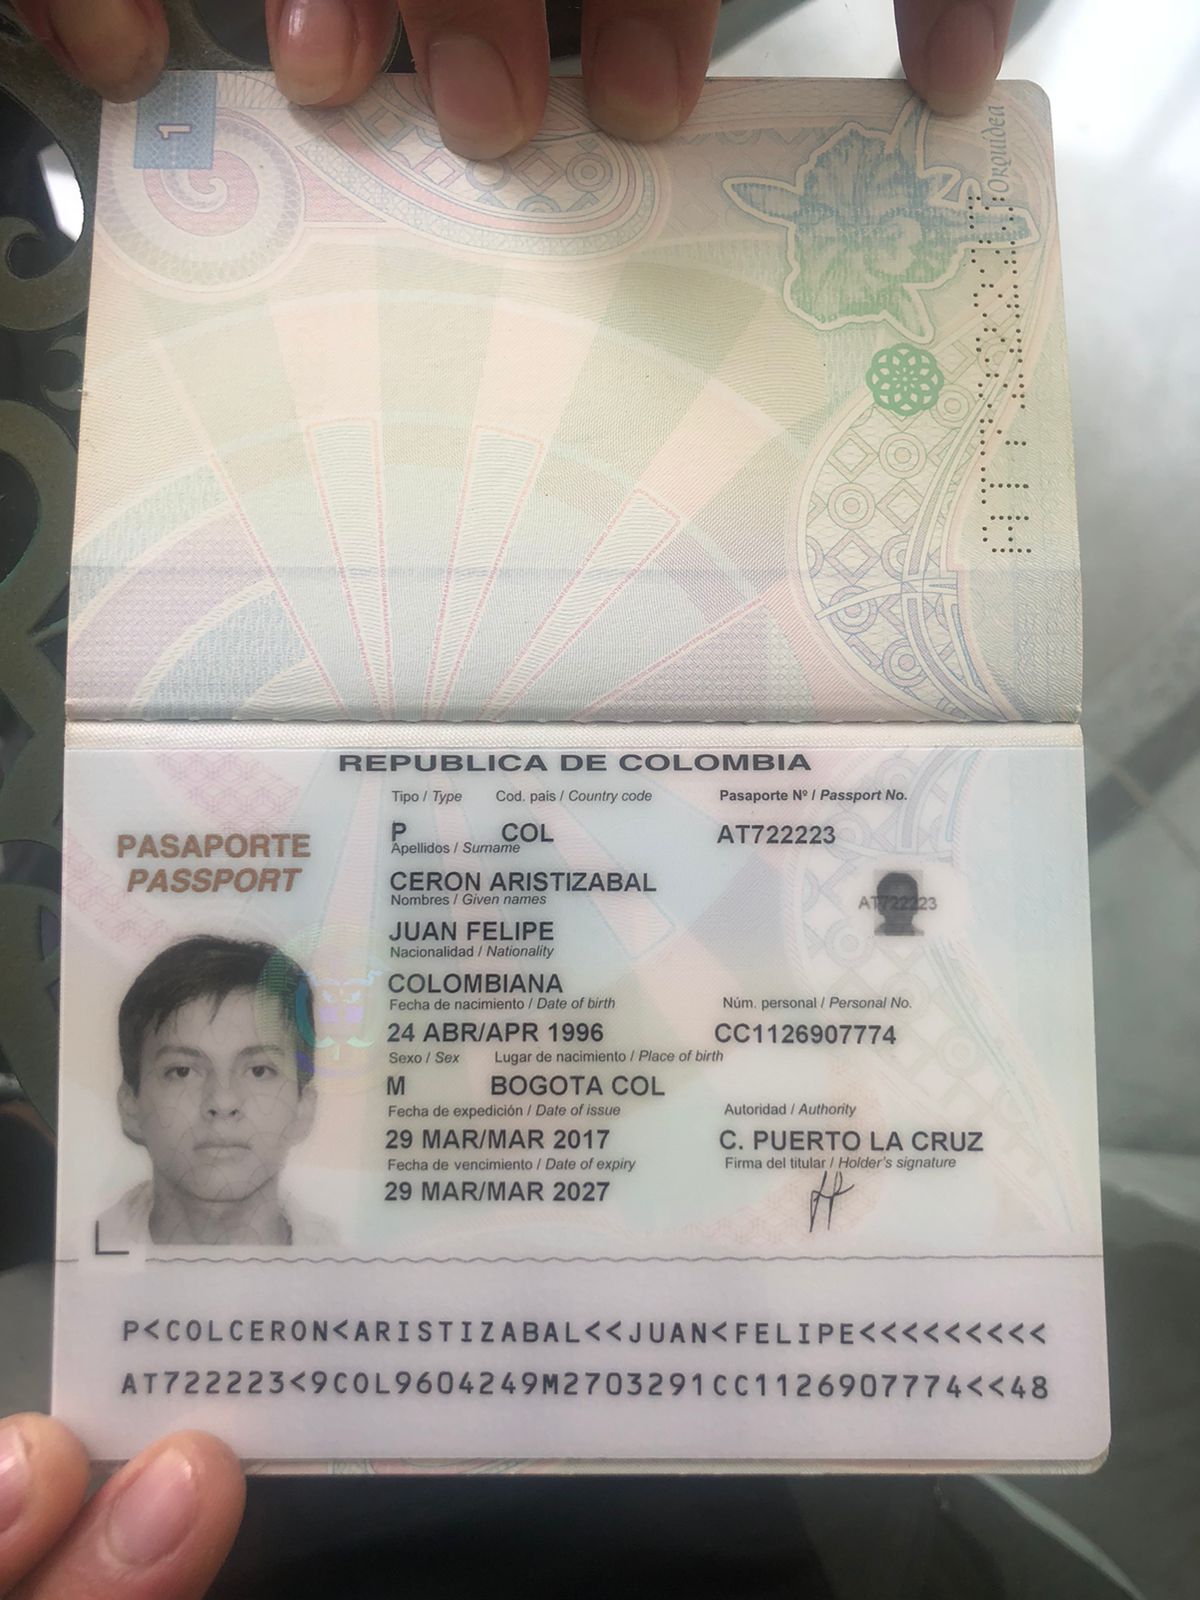 1
Orquídea
AT722223
REPUBLICA DE COLOMBIA
Tipo / Type Cod. pais / Country code Pasaporte Nº / Passport No.
PASAPORTE
PASSPORT
P COL AT722223
Apellidos / Surname
CERON ARISTIZABAL
Nombres / Given names
AT722223
JUAN FELIPE
Nacionalidad / Nationality
COLOMBIANA
Fecha de nacimiento / Date of birth Núm. personal / Personal No.
24 ABR/APR 1996 CC1126907774
Sexo / Sex Lugar de nacimiento / Place of birth
M BOGOTA COL
Fecha de expedición / Date of issue Autoridad / Authority
29 MAR/MAR 2017 C. PUERTO LA CRUZ
Fecha de vencimiento / Date of expiry Firma del titular / Holder's signature
29 MAR/MAR 2027
P<COLCERON<ARISTIZABAL<<JUAN<FELIPE<<<<<<<<<
AT722223<9COL9604249M2703291CC1126907774<<48